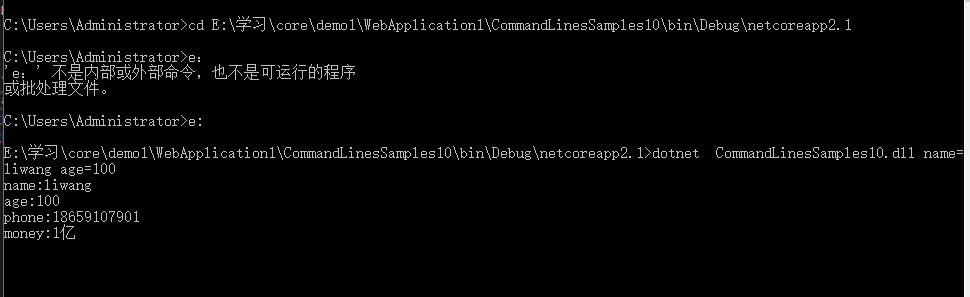 C:\Users\Administrator>cd E:\学习\core\demo1\WebApplication1\CommandLinesSamples10\bin\Debug\netcoreapp2.1
C:\Users\Administrator>e：
'e：' 不是内部或外部命令，也不是可运行的程序
或批处理文件。
C:\Users\Administrator>e:
E:\学习\core\demo1\WebApplication1\CommandLinesSamples10\bin\Debug\netcoreapp2.1>dotnet  CommandLinesSamples10.dll name=
liwang age=100
name:liwang
age:100
phone:18659107901
money:1亿